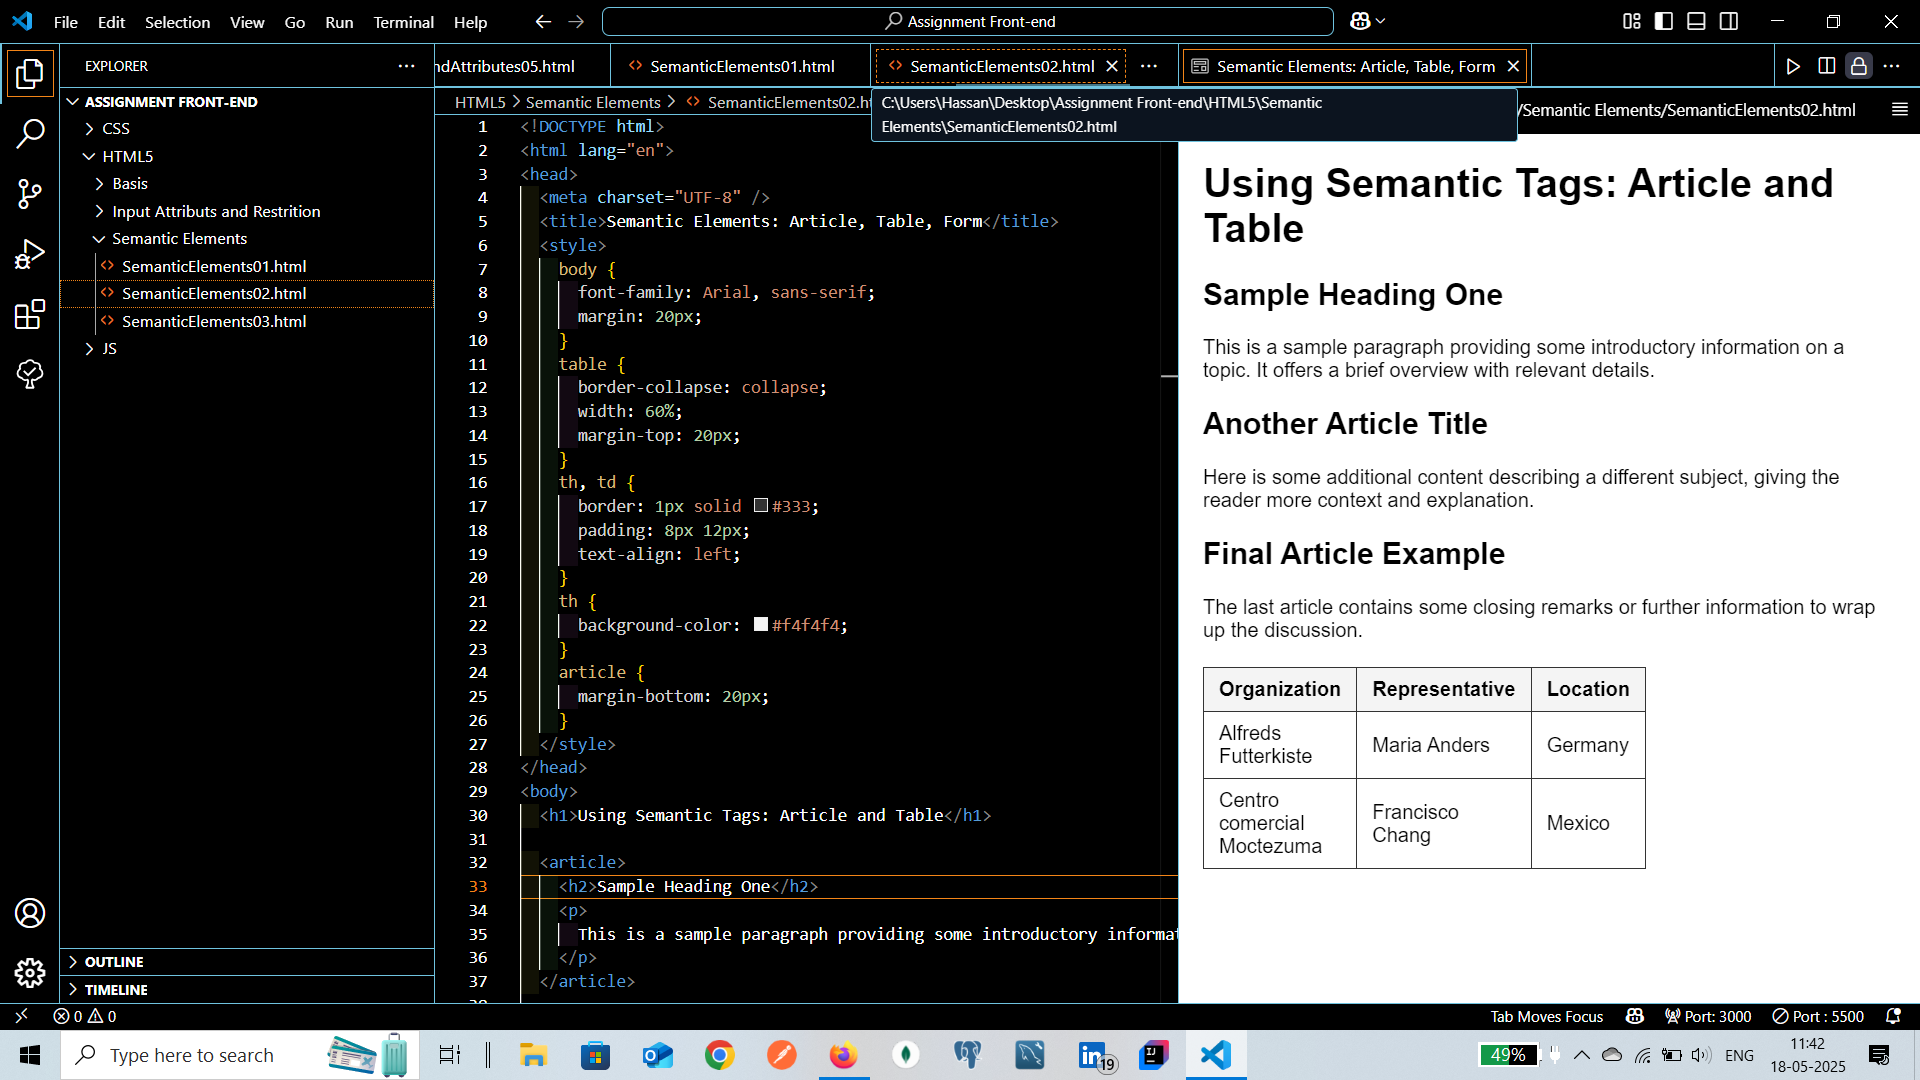 File Edit Selection View Go Run Terminal Help
Assignment Front-end
EXPLORER
ASSIGNMENT FRONT-END
CSS
HTML5
Basis
Input Attributs and Restrition
Semantic Elements
SemanticElements01.html
SemanticElements02.html
SemanticElements03.html
JS
OUTLINE
TIMELINE
ndAttributes05.html
SemanticElements01.html
SemanticElements02.html
HTML5 > Semantic Elements > SemanticElements02.ht
C:\Users\Hassan\Desktop\Assignment Front-end\HTML5\Semantic
Elements\SemanticElements02.html
1 <!DOCTYPE html>
2 <html lang="en">
3 <head>
4 <meta charset="UTF-8" />
5 <title>Semantic Elements: Article, Table, Form</title>
6 <style>
7 body {
8 font-family: Arial, sans-serif;
9 margin: 20px;
10 }
11 table {
12 border-collapse: collapse;
13 width: 60%;
14 margin-top: 20px;
15 }
16 th, td {
17 border: 1px solid #333;
18 padding: 8px 12px;
19 text-align: left;
20 }
21 th {
22 background-color: #f4f4f4;
23 }
24 article {
25 margin-bottom: 20px;
26 }
27 </style>
28 </head>
29 <body>
30 <h1>Using Semantic Tags: Article and Table</h1>
31
32 <article>
33 <h2>Sample Heading One</h2>
34 <p>
35 This is a sample paragraph providing some introductory informat
36 </p>
37 </article>
Semantic Elements: Article, Table, Form
/Semantic Elements/SemanticElements02.html
Using Semantic Tags: Article and
Table
Sample Heading One
This is a sample paragraph providing some introductory information on a
topic. It offers a brief overview with relevant details.
Another Article Title
Here is some additional content describing a different subject, giving the
reader more context and explanation.
Final Article Example
The last article contains some closing remarks or further information to wrap
up the discussion.
Organization Representative Location
Alfreds
Futterkiste
Maria Anders
Germany
Centro
comercial
Moctezuma
Francisco
Chang
Mexico
0 0
Tab Moves Focus
Port: 3000
Port : 5500
Type here to search
19
49%
ENG
11:42
18-05-2025